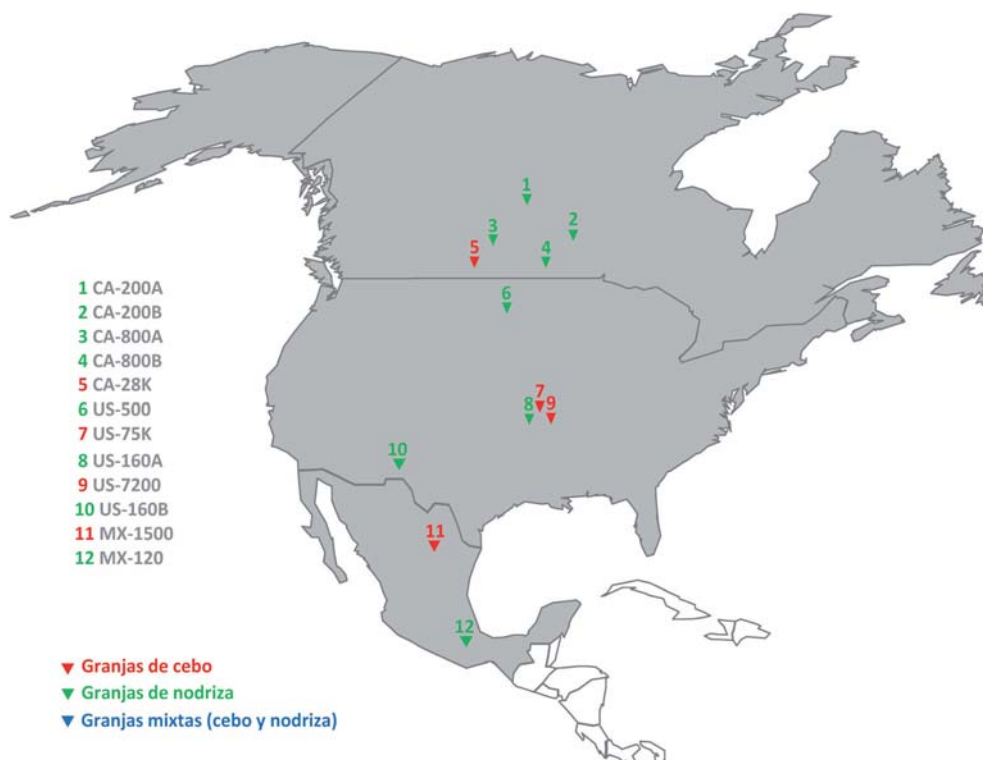 1
2
3
5
4
6
7
8
9
10
11
12
1 CA-200A
2 CA-200B
3 CA-800A
4 CA-800B
5 CA-28K
6 US-500
7 US-75K
8 US-160A
9 US-7200
10 US-160B
11 MX-1500
12 MX-120
Granjas de cebo
Granjas de nodriza
Granjas mixtas (cebo y nodriza)